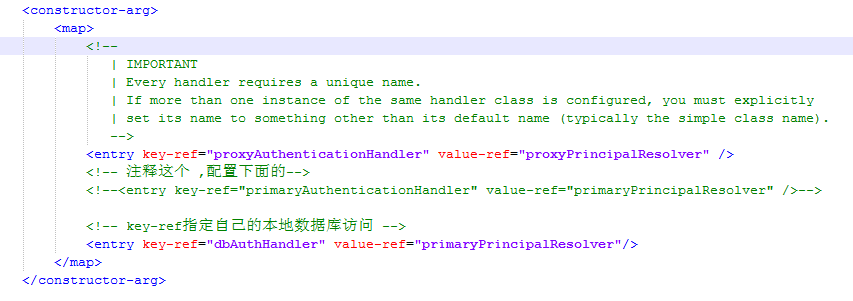 <constructor-arg>
<map>
<!--
| IMPORTANT
| Every handler requires a unique name.
| If more than one instance of the same handler class is configured, you must explicitly
| set its name to something other than its default name (typically the simple class name).
-->
<entry key-ref="proxyAuthenticationHandler" value-ref="proxyPrincipalResolver" />
<!-- 注释这个 ,配置下面的-->
<!--<entry key-ref="primaryAuthenticationHandler" value-ref="primaryPrincipalResolver" />-->
<!-- key-ref指定自己的本地数据库访问 -->
<entry key-ref="dbAuthHandler" value-ref="primaryPrincipalResolver"/>
</map>
</constructor-arg>